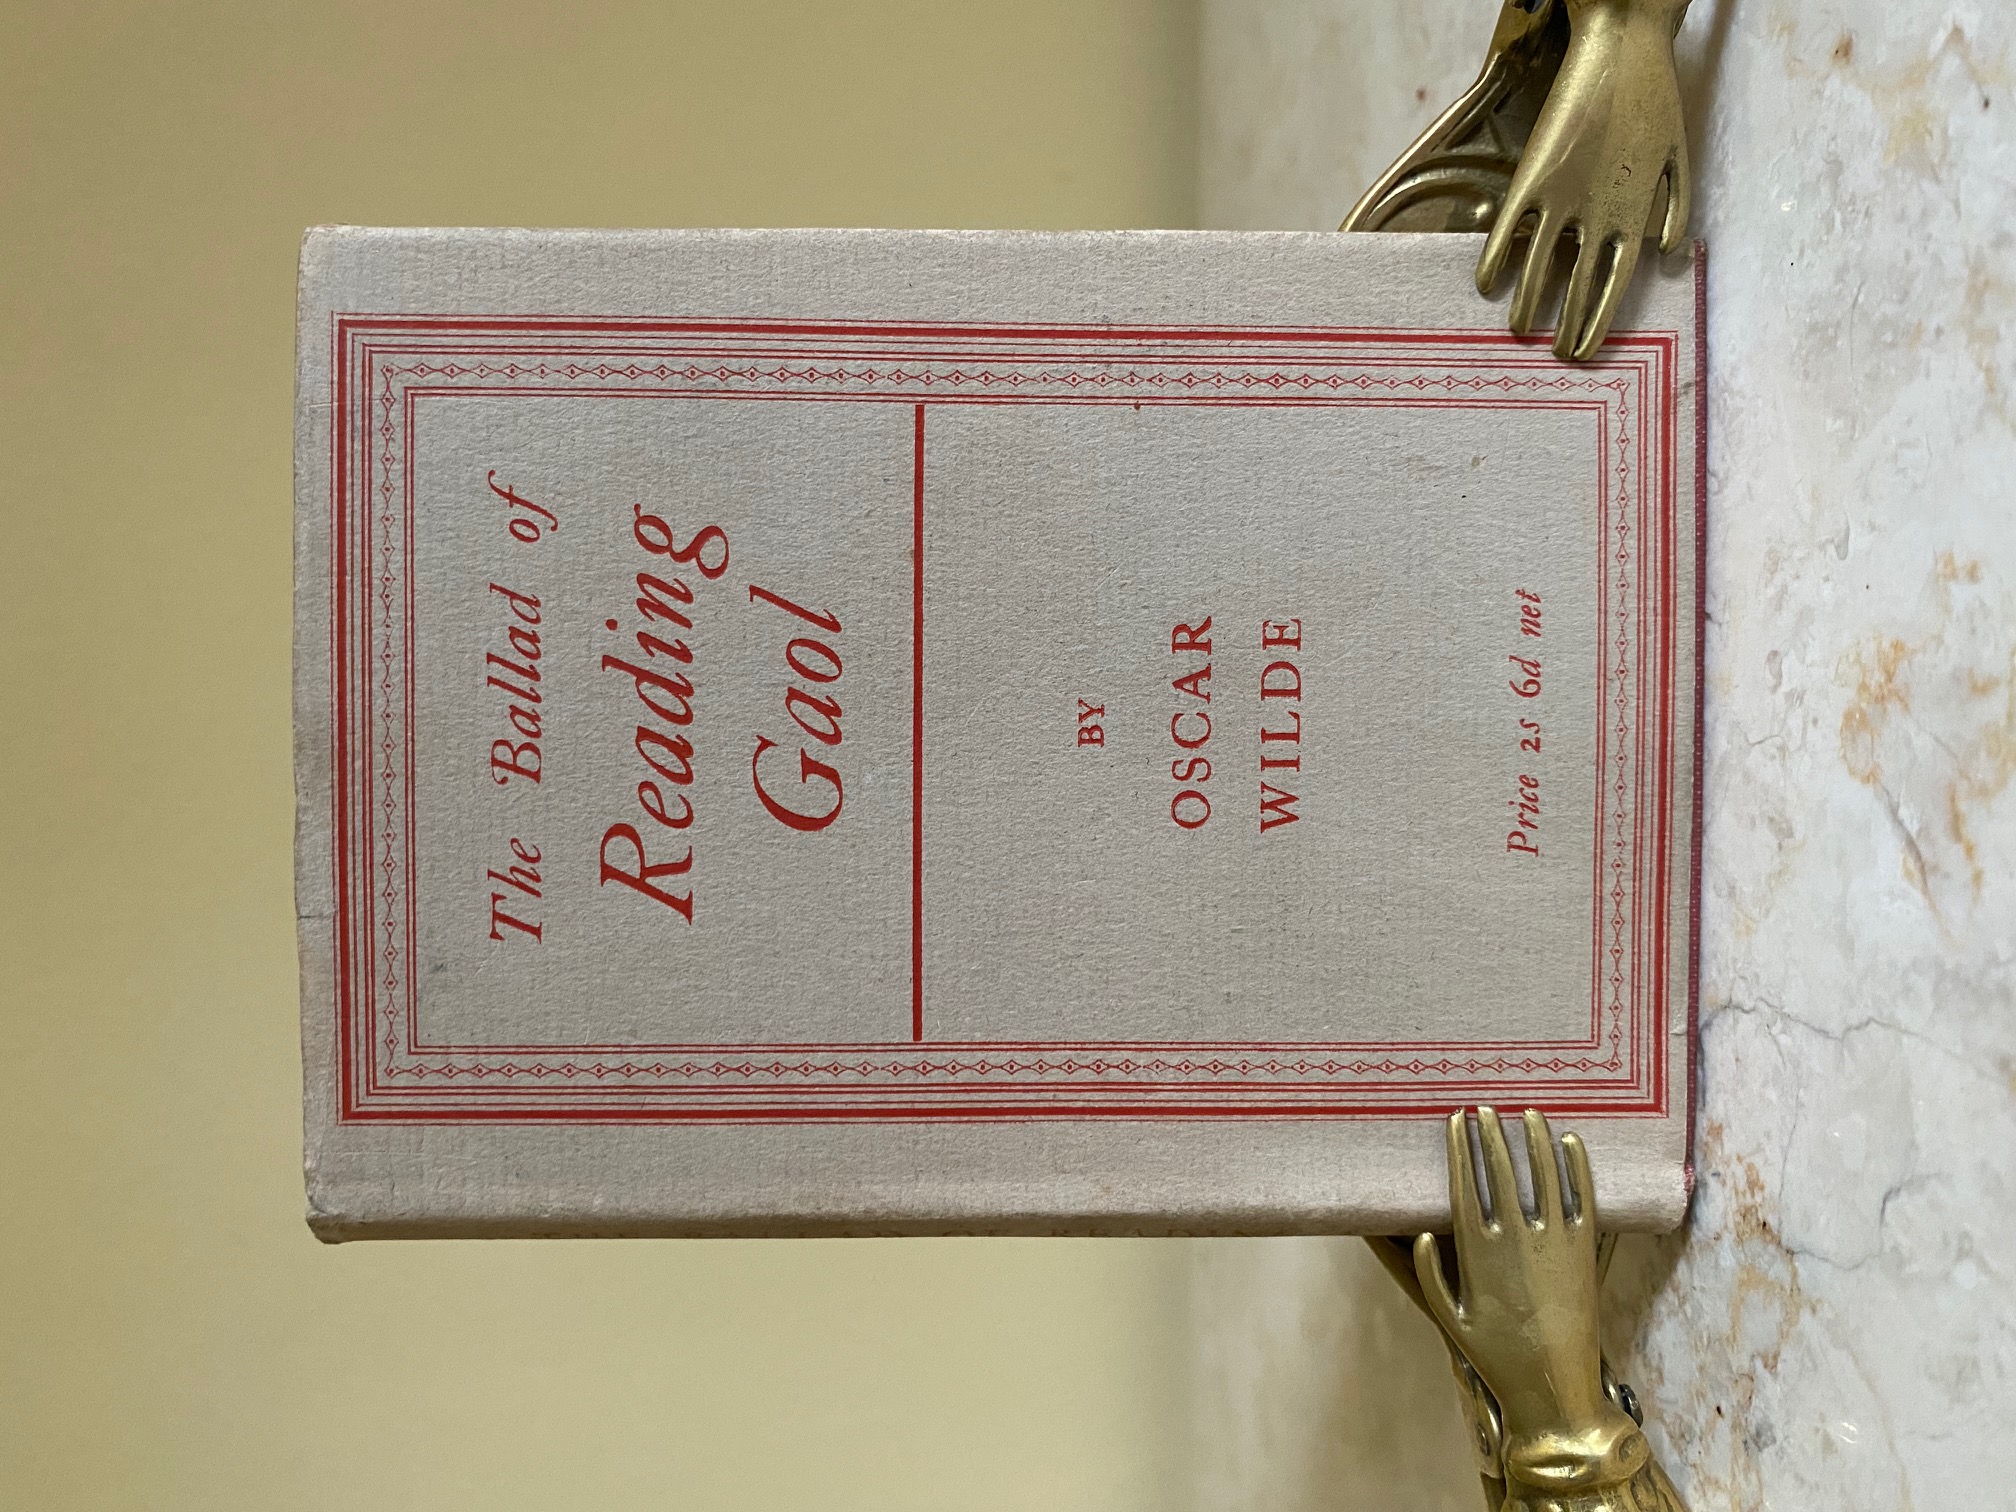 The Ballad of
Reading
Gaol
BY
OSCAR
WILDE
Price 2s 6d net